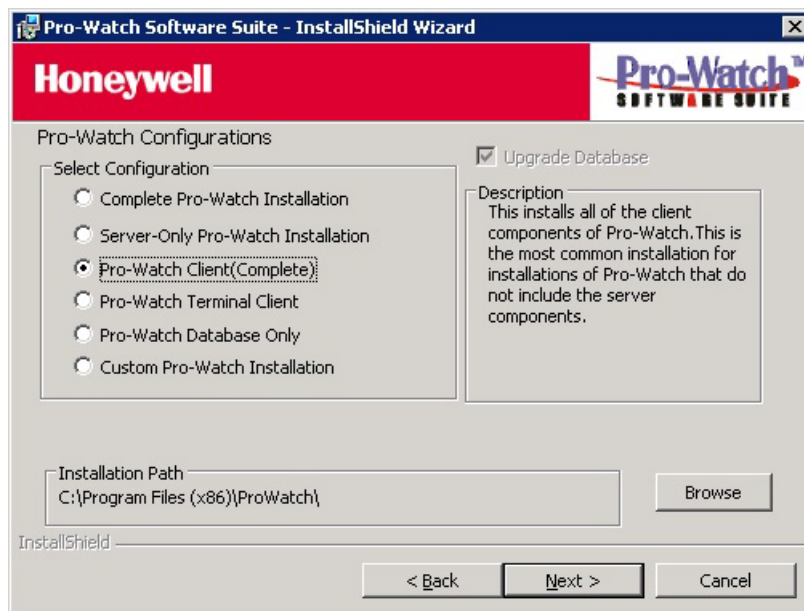 Pro-Watch Software Suite - InstallShield Wizard
Honeywell
Pro-Watch™
SOFTWARE SUITE
Pro-Watch Configurations
Select Configuration
Complete Pro-Watch Installation
Server-Only Pro-Watch Installation
Pro-Watch Client(Complete)
Pro-Watch Terminal Client
Pro-Watch Database Only
Custom Pro-Watch Installation
Upgrade Database
Description
This installs all of the client
components of Pro-Watch.This is
the most common installation for
installations of Pro-Watch that do
not include the server
components.
Installation Path
C:\Program Files (x86)\ProWatch\
Browse
InstallShield
< Back
Next >
Cancel